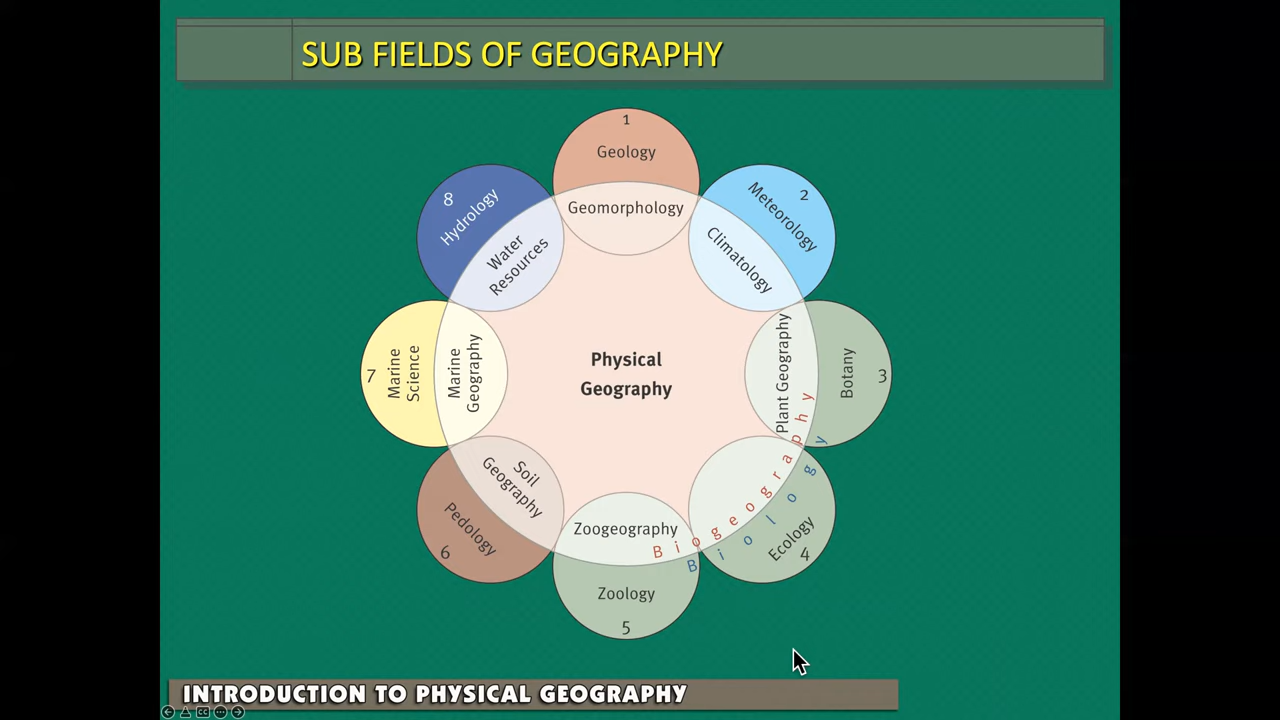 SUB FIELDS OF GEOGRAPHY
1
Geology
Geomorphology
2
Meteorology
Climatology
3
Botany
Plant Geography
4
Ecology
Biogeography
Biology
5
Zoology
Zoogeography
6
Pedology
Soil
Geography
7
Marine
Science
Marine
Geography
8
Hydrology
Water
Resources
Physical
Geography
INTRODUCTION TO PHYSICAL GEOGRAPHY
CC